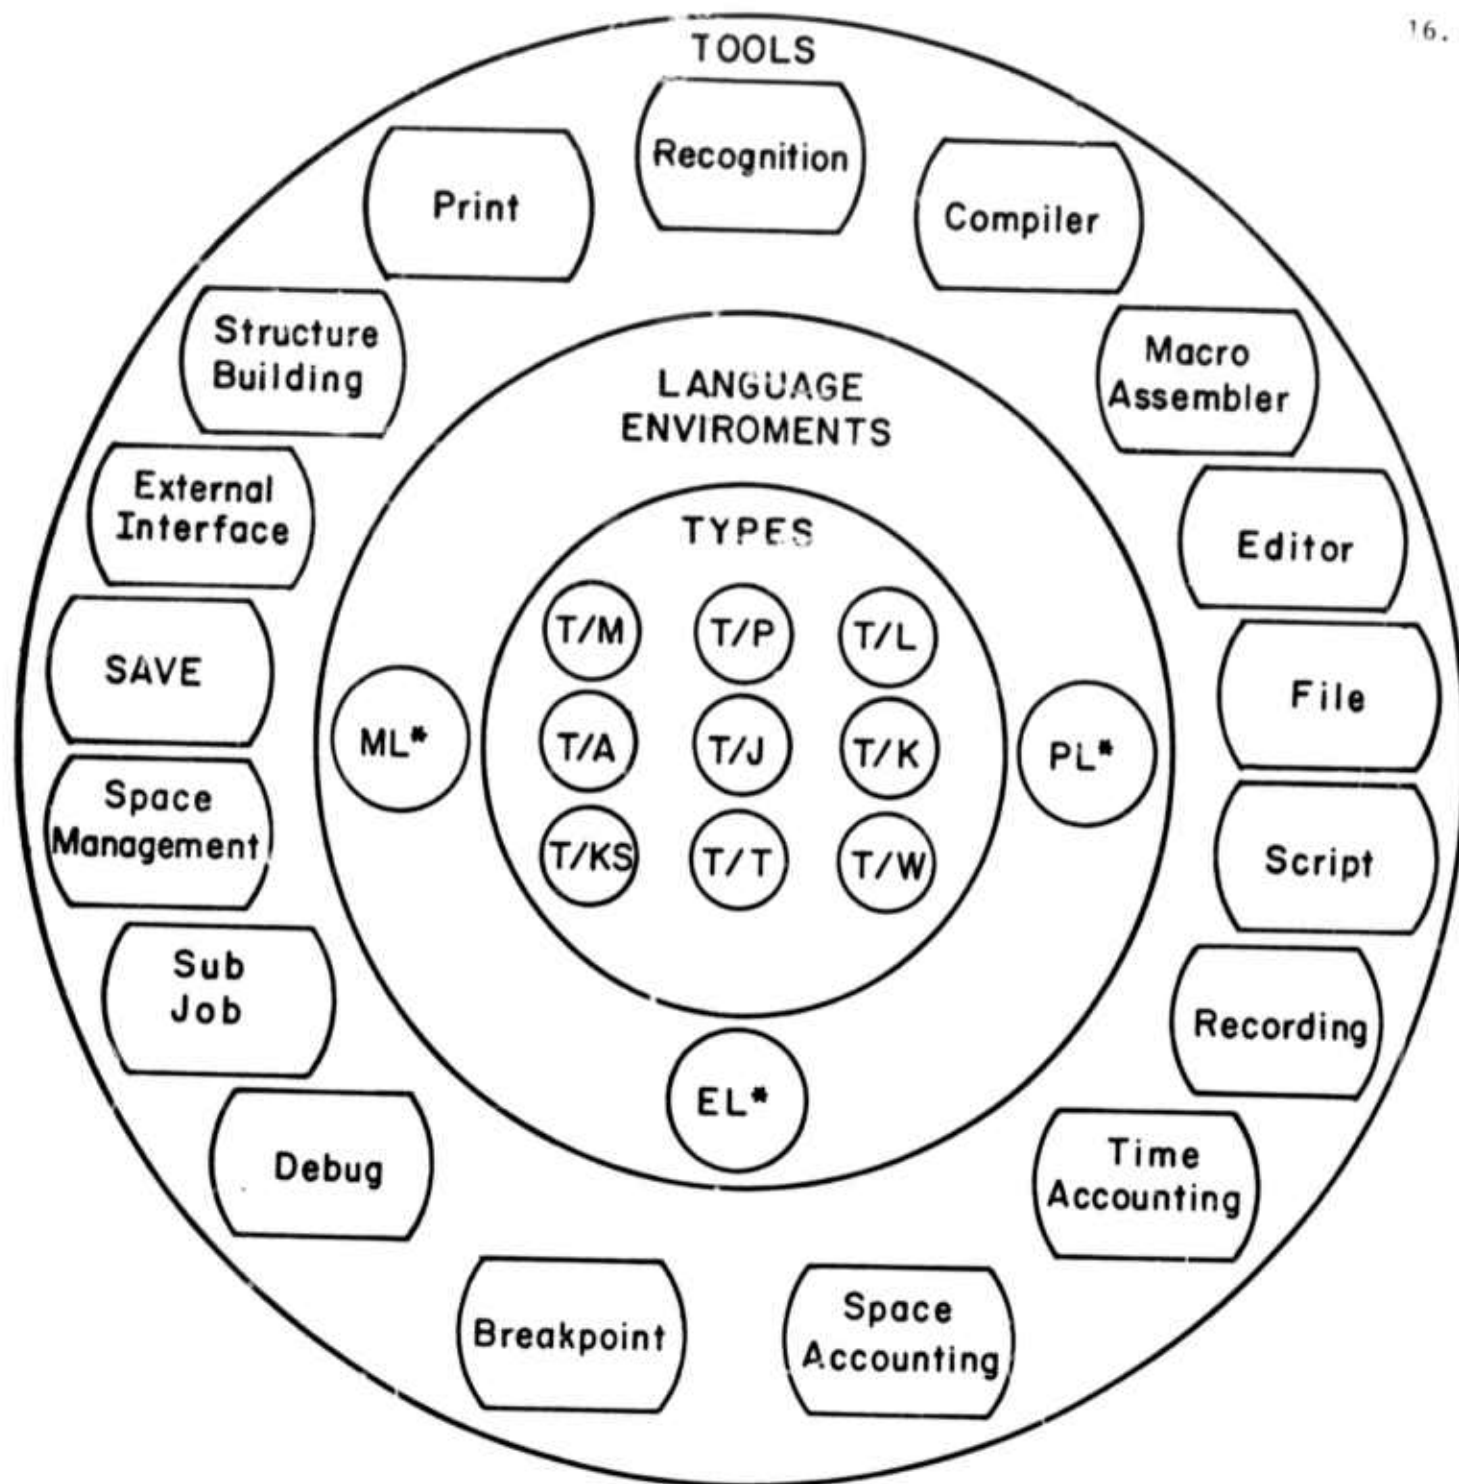 16.
TOOLS
Recognition
Print
Compiler
Structure
Building
Macro
Assembler
LANGUAGE
ENVIROMENTS
External
Interface
TYPES
Editor
T/M T/P T/L
SAVE
File
ML*
T/A T/J T/K
PL*
Space
Management
T/KS T/T T/W
Script
Sub
Job
Recording
EL*
Debug
Time
Accounting
Breakpoint
Space
Accounting